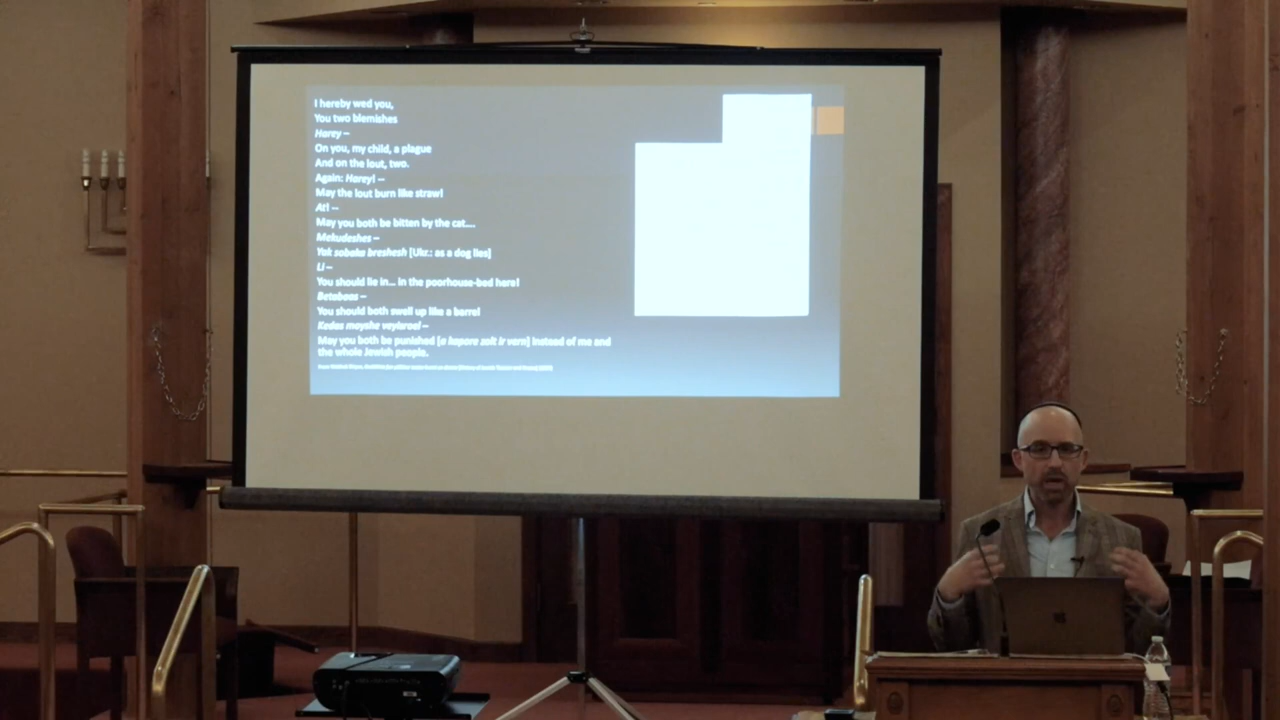 I hereby wed you,
You two blemishes
Harey –
On you, my child, a plague
And on the lout, two.
Again: Harey! –
May the lout burn like straw!
At! –
May you both be bitten by the cat....
Mekudeshes –
Yak sobaka breshesh [Ukr.: as a dog lies]
Li –
You should lie in... in the poorhouse-bed here!
Betabaas –
You should both swell up like a barrel
Kedas moyshe veyisroel –
May you both be punished [a kapore zolt ir vern] instead of me and
the whole Jewish people.